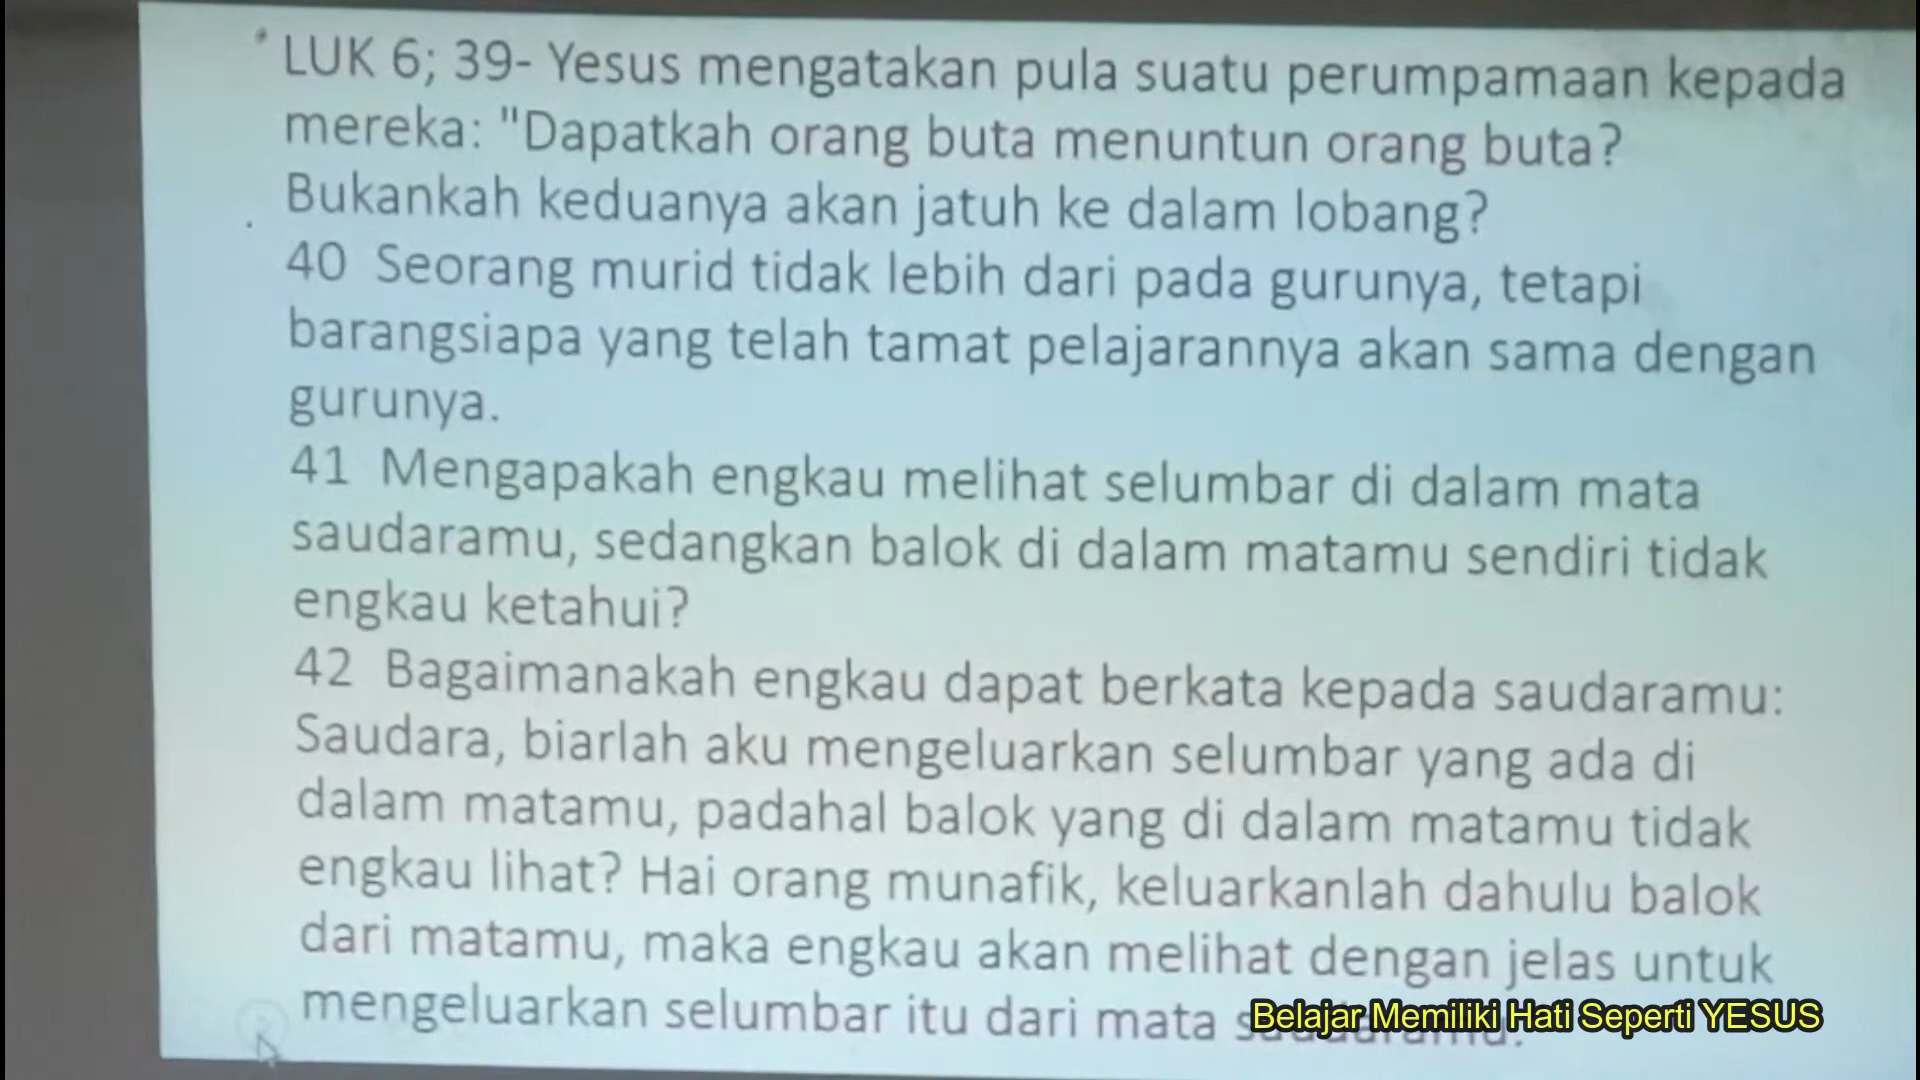 LUK 6; 39- Yesus mengatakan pula suatu perumpamaan kepada
mereka: "Dapatkah orang buta menuntun orang buta?
Bukankah keduanya akan jatuh ke dalam lobang?
40 Seorang murid tidak lebih dari pada gurunya, tetapi
barangsiapa yang telah tamat pelajarannya akan sama dengan
gurunya.
41 Mengapakah engkau melihat selumbar di dalam mata
saudaramu, sedangkan balok di dalam matamu sendiri tidak
engkau ketahui?
42 Bagaimanakah engkau dapat berkata kepada saudaramu:
Saudara, biarlah aku mengeluarkan selumbar yang ada di
dalam matamu, padahal balok yang di dalam matamu tidak
engkau lihat? Hai orang munafik, keluarkanlah dahulu balok
dari matamu, maka engkau akan melihat dengan jelas untuk
mengeluarkan selumbar itu dari mata
Belajar Memiliki Hati Seperti YESUS